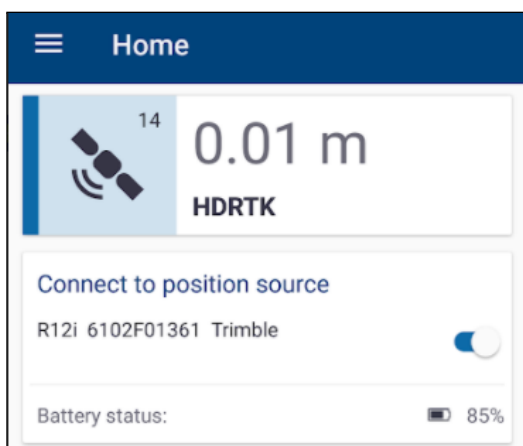 Home
14
0.01 m
HDRTK
Connect to position source
R12i 6102F01361 Trimble
Battery status:
85%